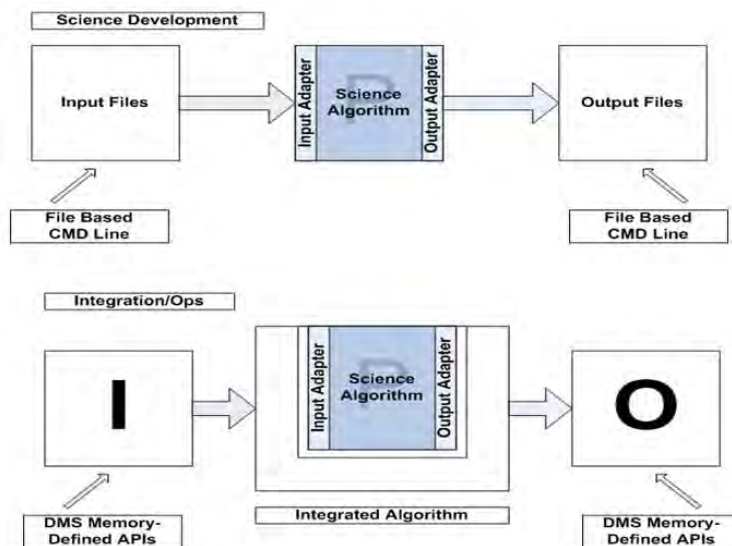 Science Development
Input Files
Input Adapter
P
Science
Algorithm
Output Adapter
Output Files
File Based
CMD Line
File Based
CMD Line
Integration/Ops
I
Input Adapter
P
Science
Algorithm
Output Adapter
O
Integrated Algorithm
DMS Memory-
Defined APIs
DMS Memory-
Defined APIs